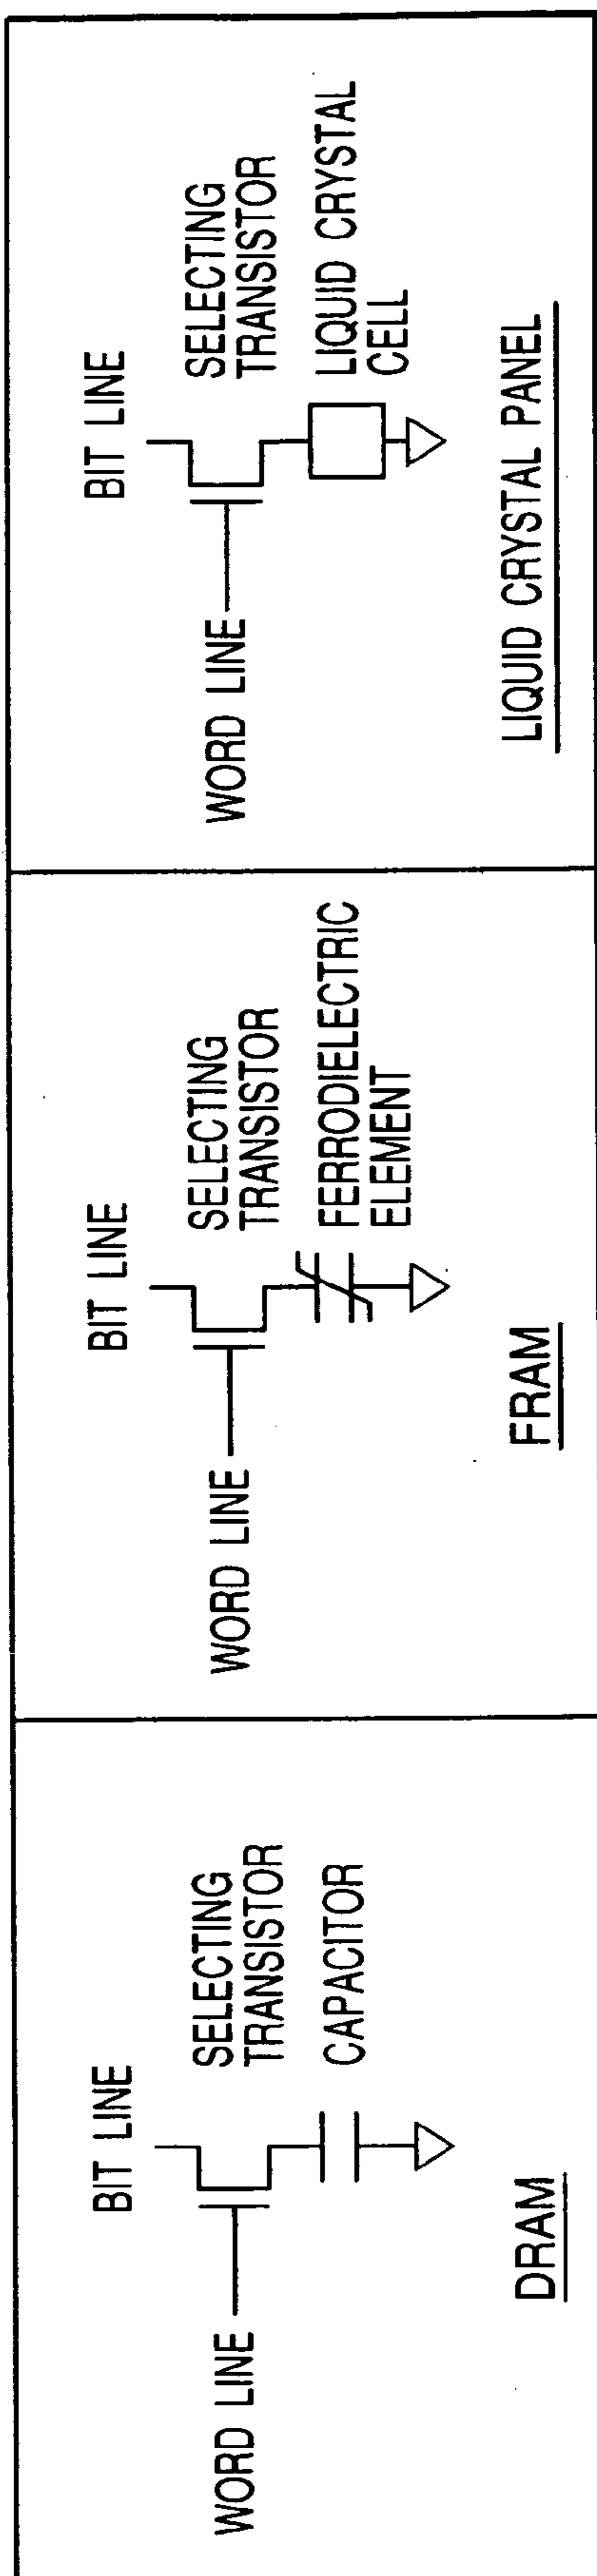 BIT LINE
SELECTING
TRANSISTOR
WORD LINE
CAPACITOR
DRAM
BIT LINE
SELECTING
TRANSISTOR
WORD LINE
FERRODIELECTRIC
ELEMENT
FRAM
BIT LINE
SELECTING
TRANSISTOR
WORD LINE
LIQUID CRYSTAL
CELL
LIQUID CRYSTAL PANEL